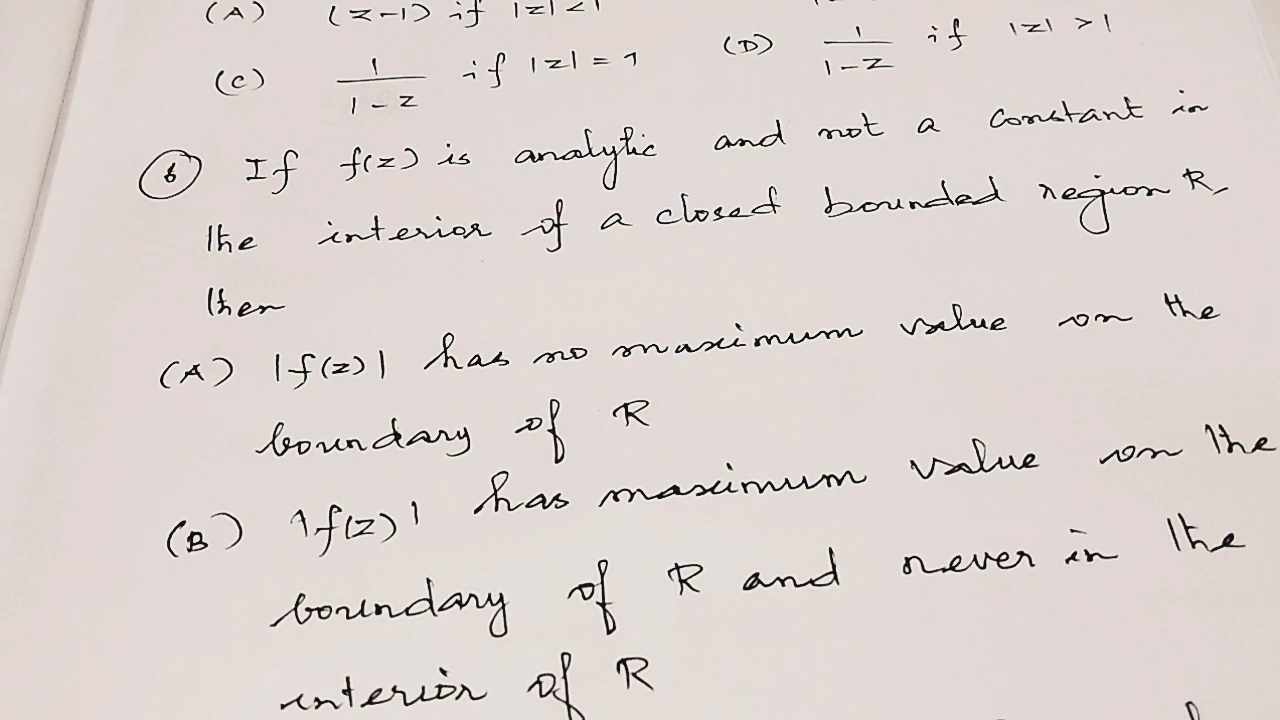 (A) (z-1) if |z| < 1
(C) 1/(1-z) if |z| = 1 (D) 1/(1-z) if |z| > 1
(6) If f(z) is analytic and not a constant in
the interior of a closed bounded region R,
then
(A) |f(z)| has no maximum value on the
boundary of R
(B) |f(z)| has maximum value on the
boundary of R and never in the
interior of R